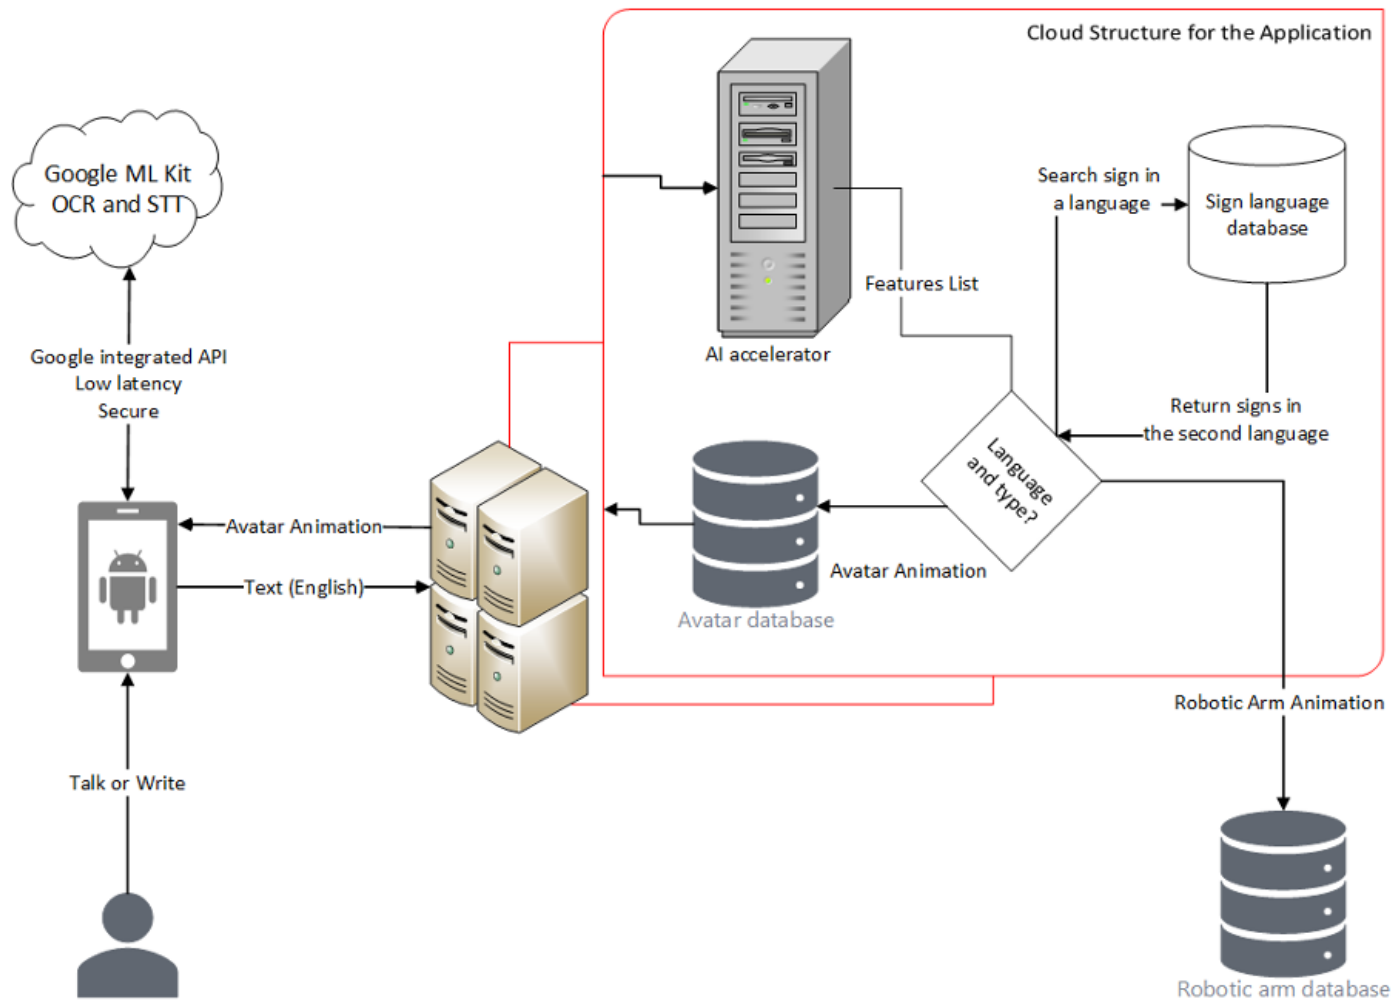 Cloud Structure for the Application
Google ML Kit
OCR and STT
Search sign in
a language
Sign language
database
Features List
Google integrated API
Low latency
Secure
AI accelerator
Return signs in
the second language
Language
and type?
Avatar Animation
Text (English)
Avatar Animation
Avatar database
Robotic Arm Animation
Talk or Write
Robotic arm database